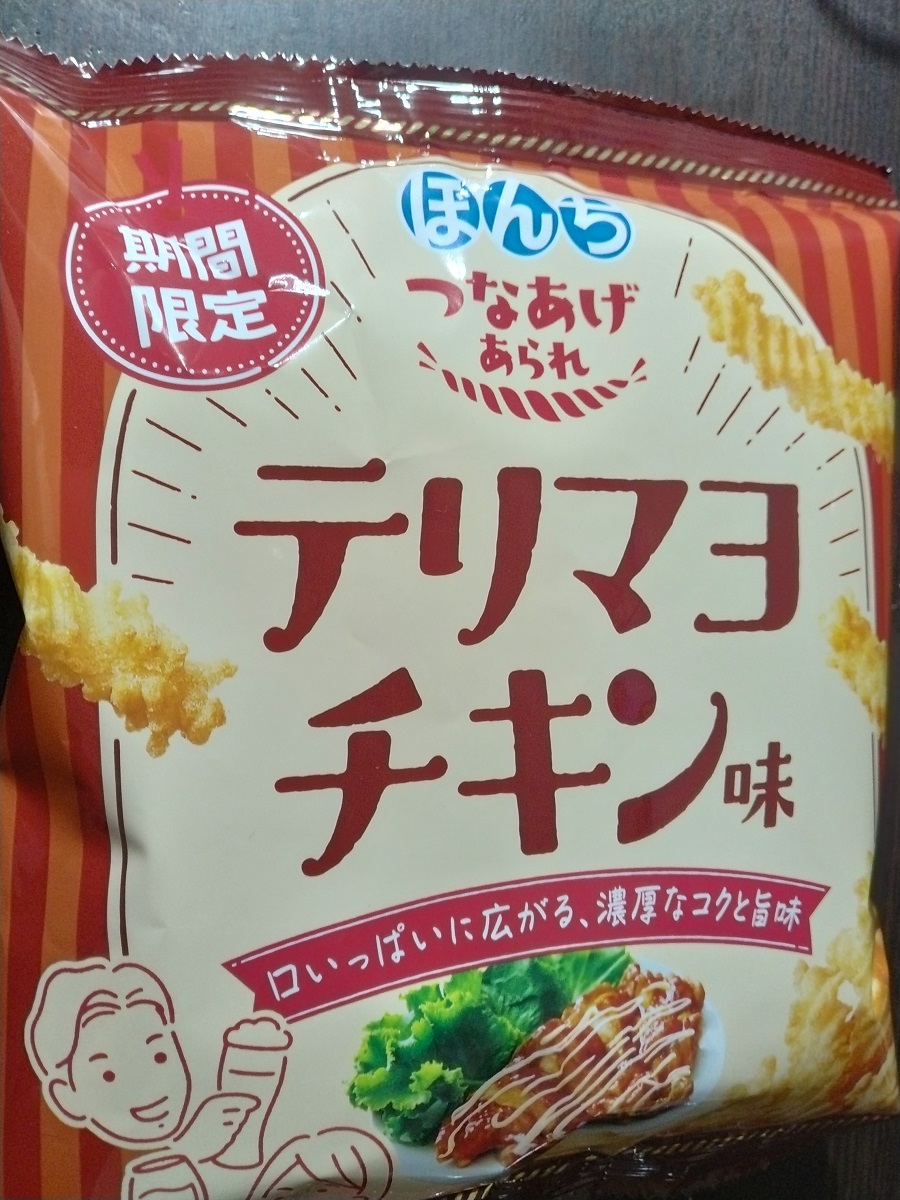 期間
限定
ぼんち
つなあげ
あられ
テリマヨ
チキン味
口いっぱいに広がる、濃厚なコクと旨味